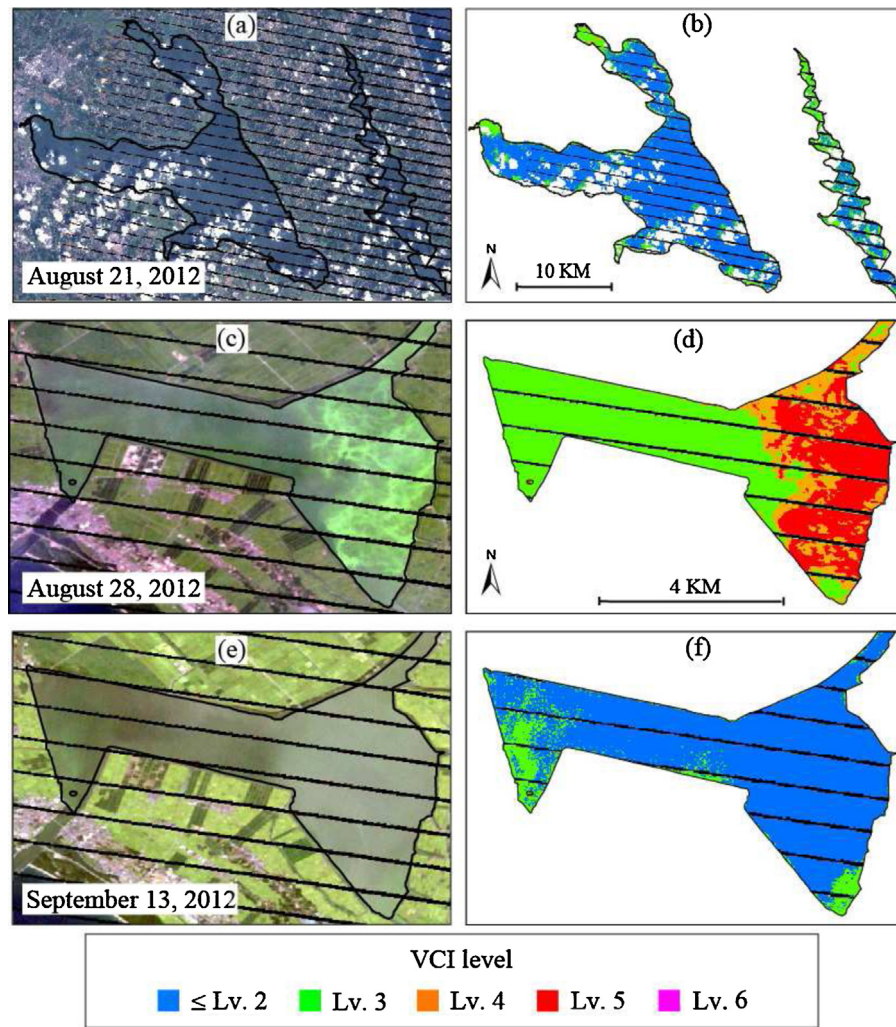 (a)
(b)
August 21, 2012
N
10 KM
(c)
(d)
August 28, 2012
N
4 KM
(e)
(f)
September 13, 2012
VCI level
≤ Lv. 2 Lv. 3 Lv. 4 Lv. 5 Lv. 6